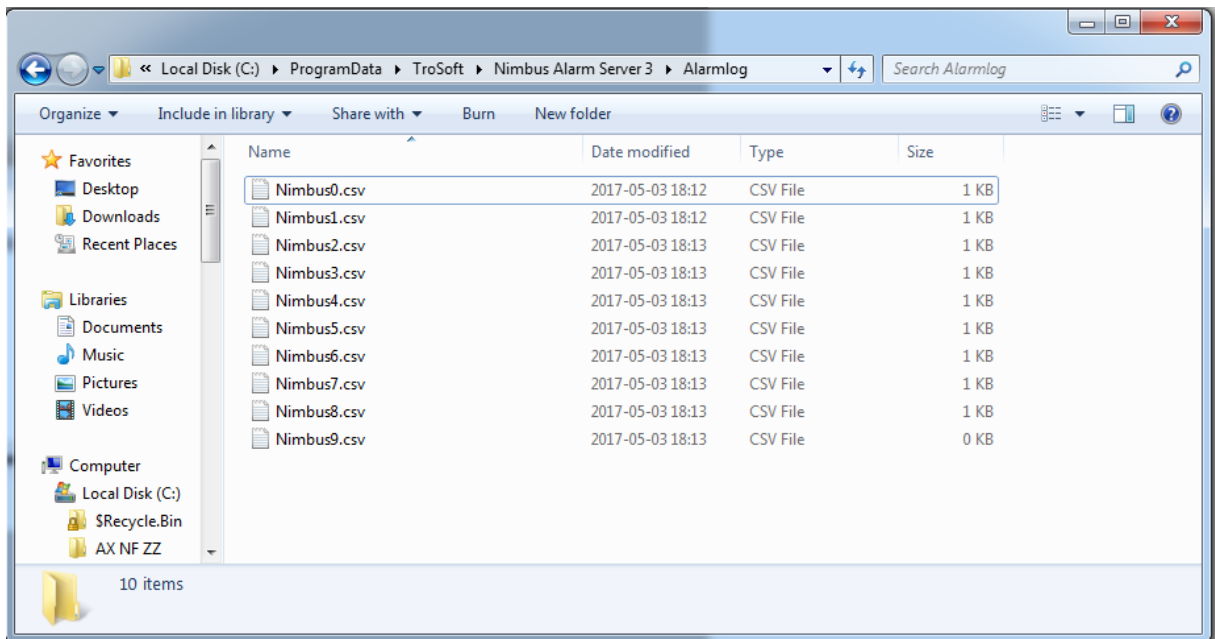 « Local Disk (C:) ▸ ProgramData ▸ TroSoft ▸ Nimbus Alarm Server 3 ▸ Alarmlog
Search Alarmlog
Organize Include in library Share with Burn New folder
Favorites
Desktop
Downloads
Recent Places
Libraries
Documents
Music
Pictures
Videos
Computer
Local Disk (C:)
$Recycle.Bin
AX NF ZZ
Name Date modified Type Size
Nimbus0.csv 2017-05-03 18:12 CSV File 1 KB
Nimbus1.csv 2017-05-03 18:12 CSV File 1 KB
Nimbus2.csv 2017-05-03 18:13 CSV File 1 KB
Nimbus3.csv 2017-05-03 18:13 CSV File 1 KB
Nimbus4.csv 2017-05-03 18:13 CSV File 1 KB
Nimbus5.csv 2017-05-03 18:13 CSV File 1 KB
Nimbus6.csv 2017-05-03 18:13 CSV File 1 KB
Nimbus7.csv 2017-05-03 18:13 CSV File 1 KB
Nimbus8.csv 2017-05-03 18:13 CSV File 1 KB
Nimbus9.csv 2017-05-03 18:13 CSV File 0 KB
10 items